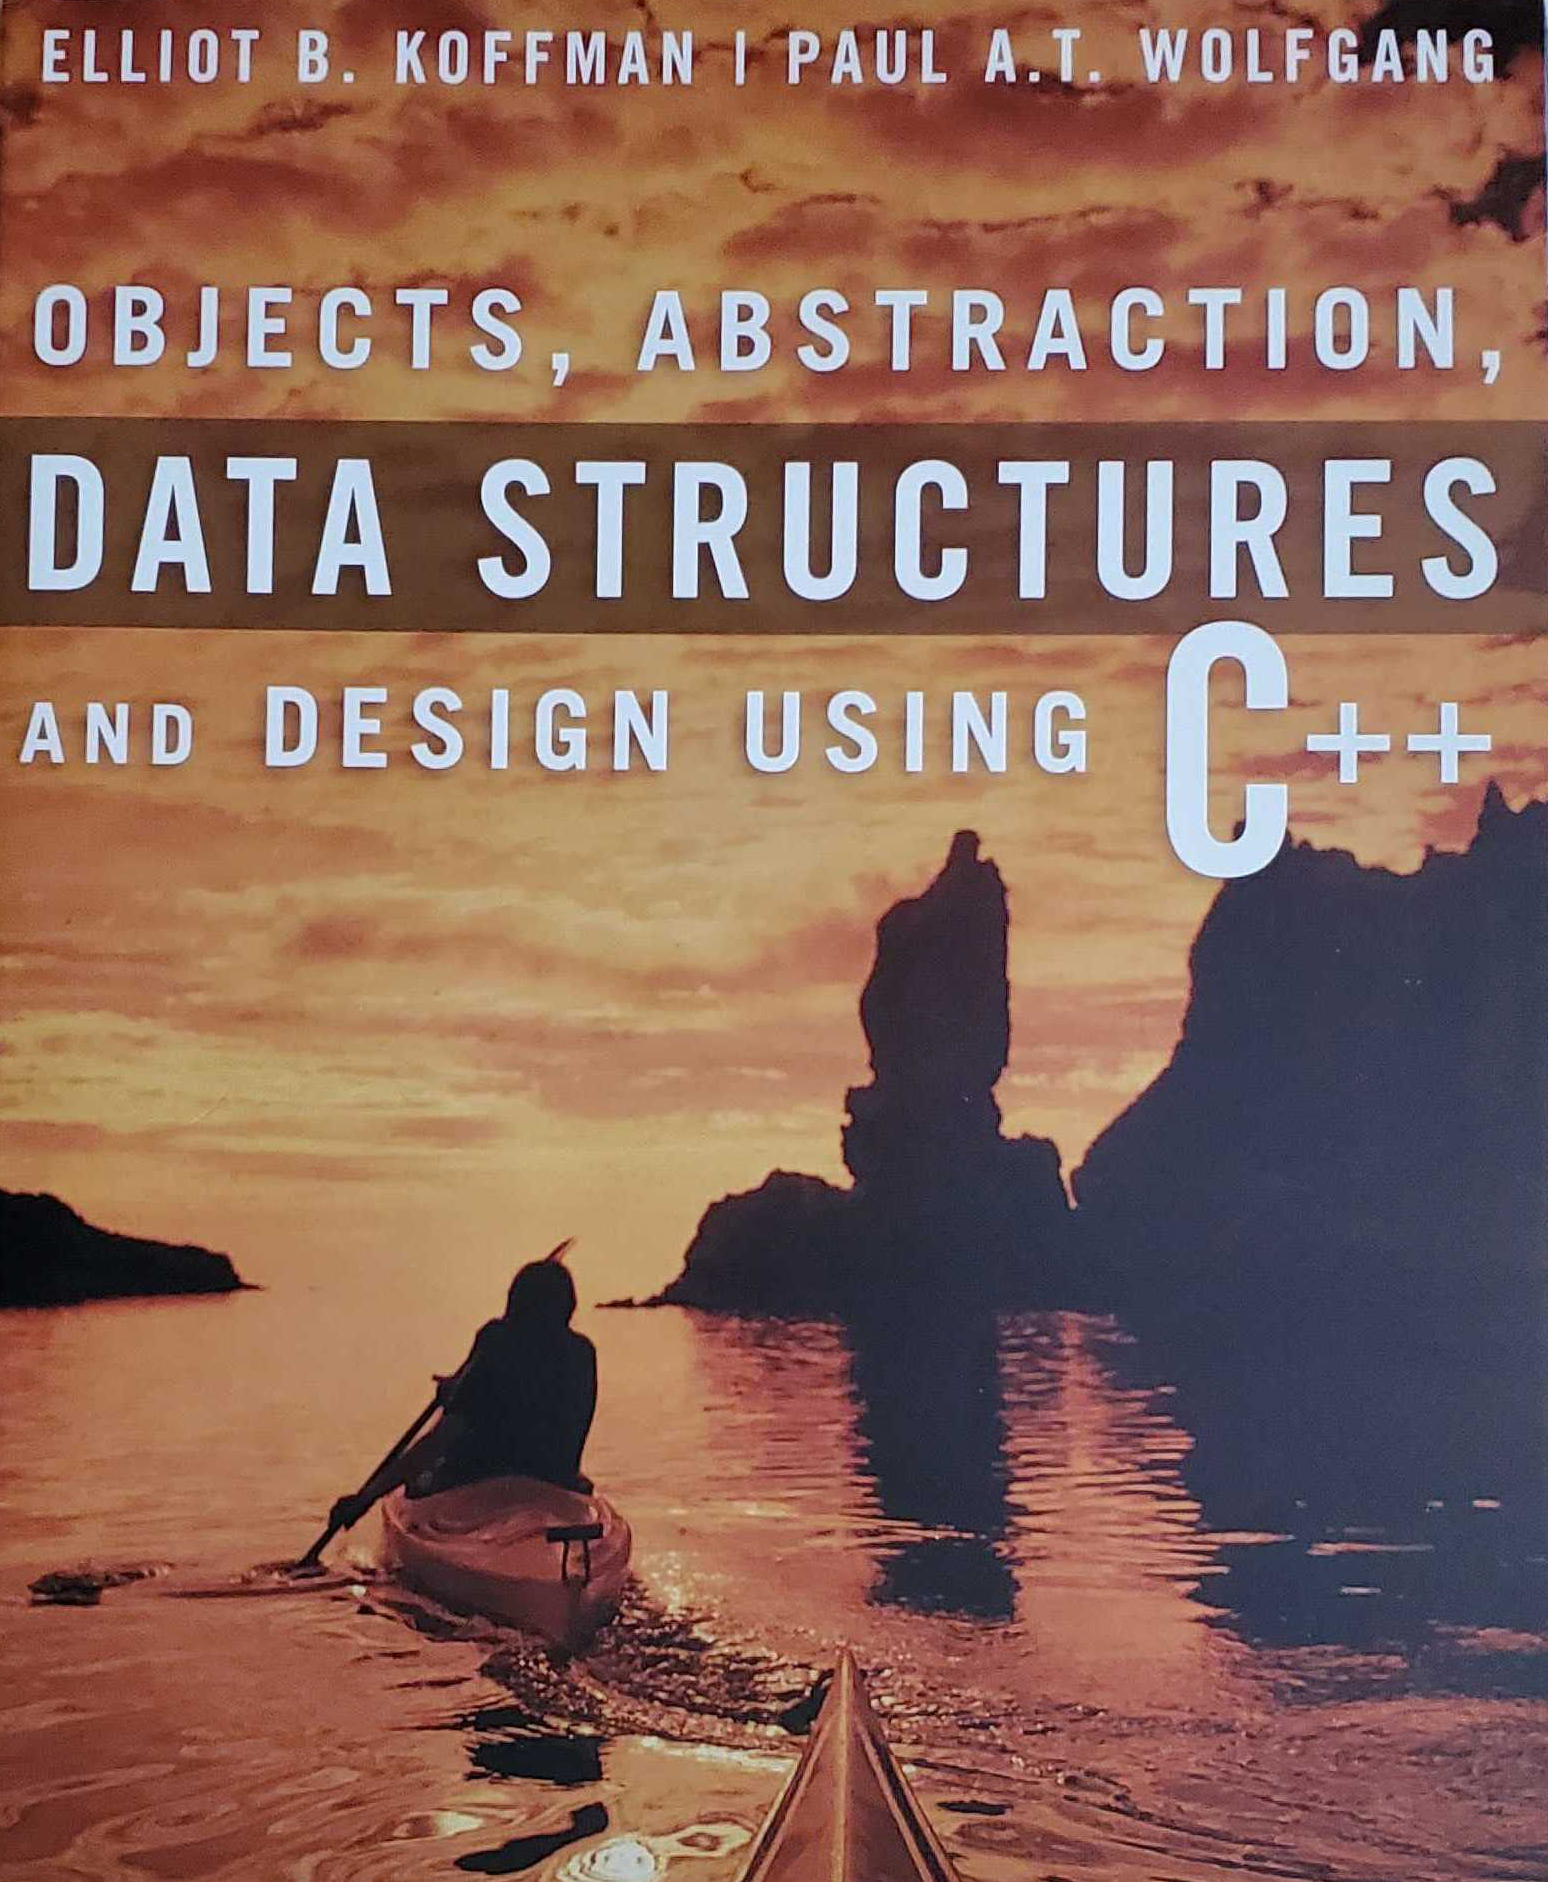 ELLIOT B. KOFFMAN | PAUL A.T. WOLFGANG
OBJECTS, ABSTRACTION,
DATA STRUCTURES
AND DESIGN USING C++